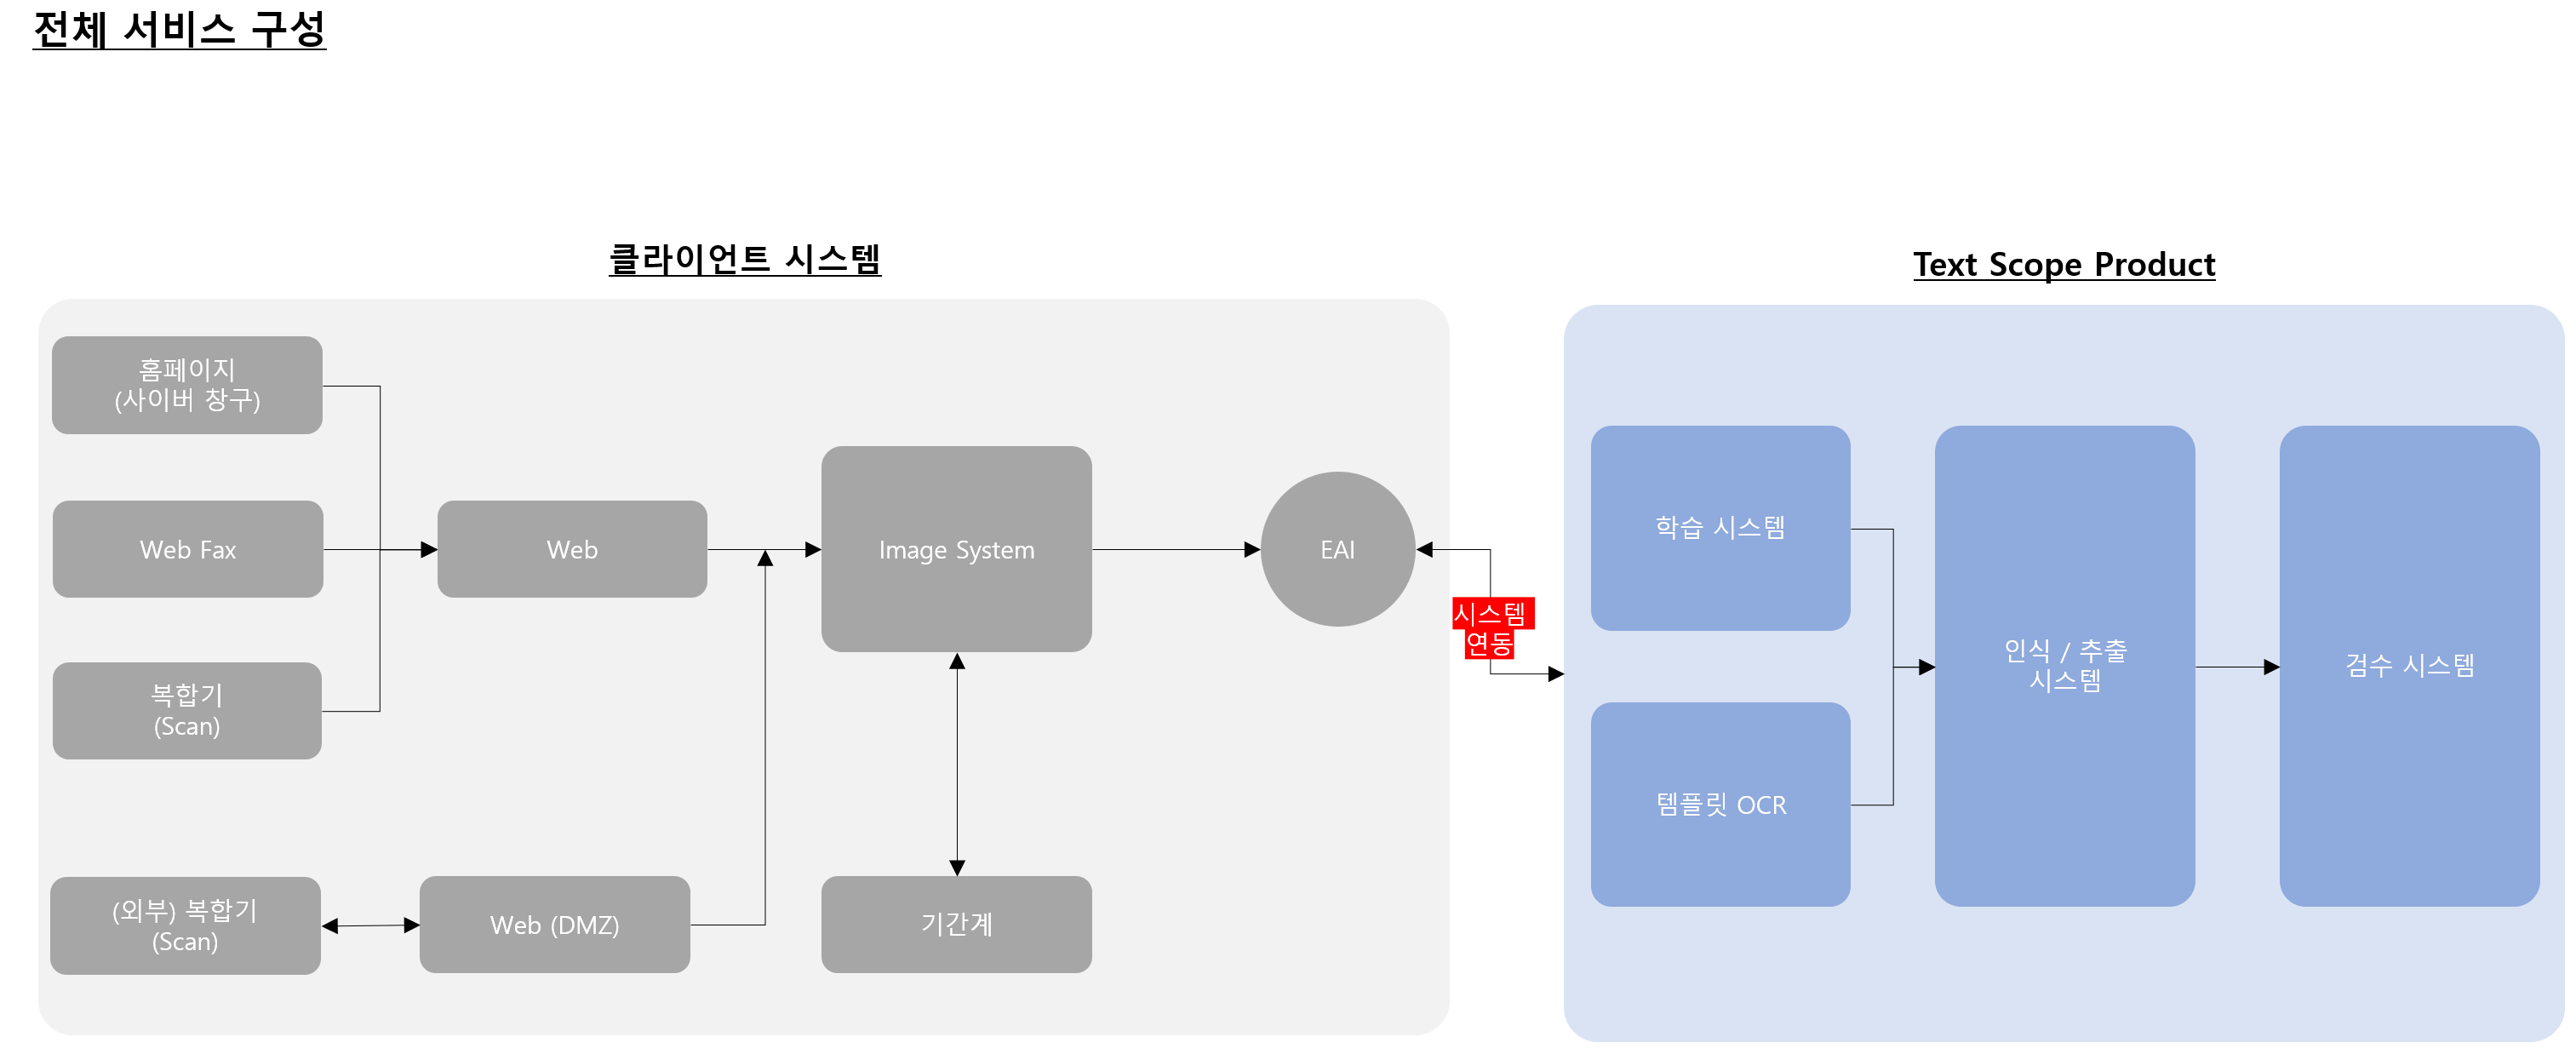 전체 서비스 구성
클라이언트 시스템
Text Scope Product
홈페이지
(사이버 창구)
Web Fax
복합기
(Scan)
(외부) 복합기
(Scan)
Web
Web (DMZ)
Image System
기간계
EAI
시스템
연동
학습 시스템
템플릿 OCR
인식 / 추출
시스템
검수 시스템